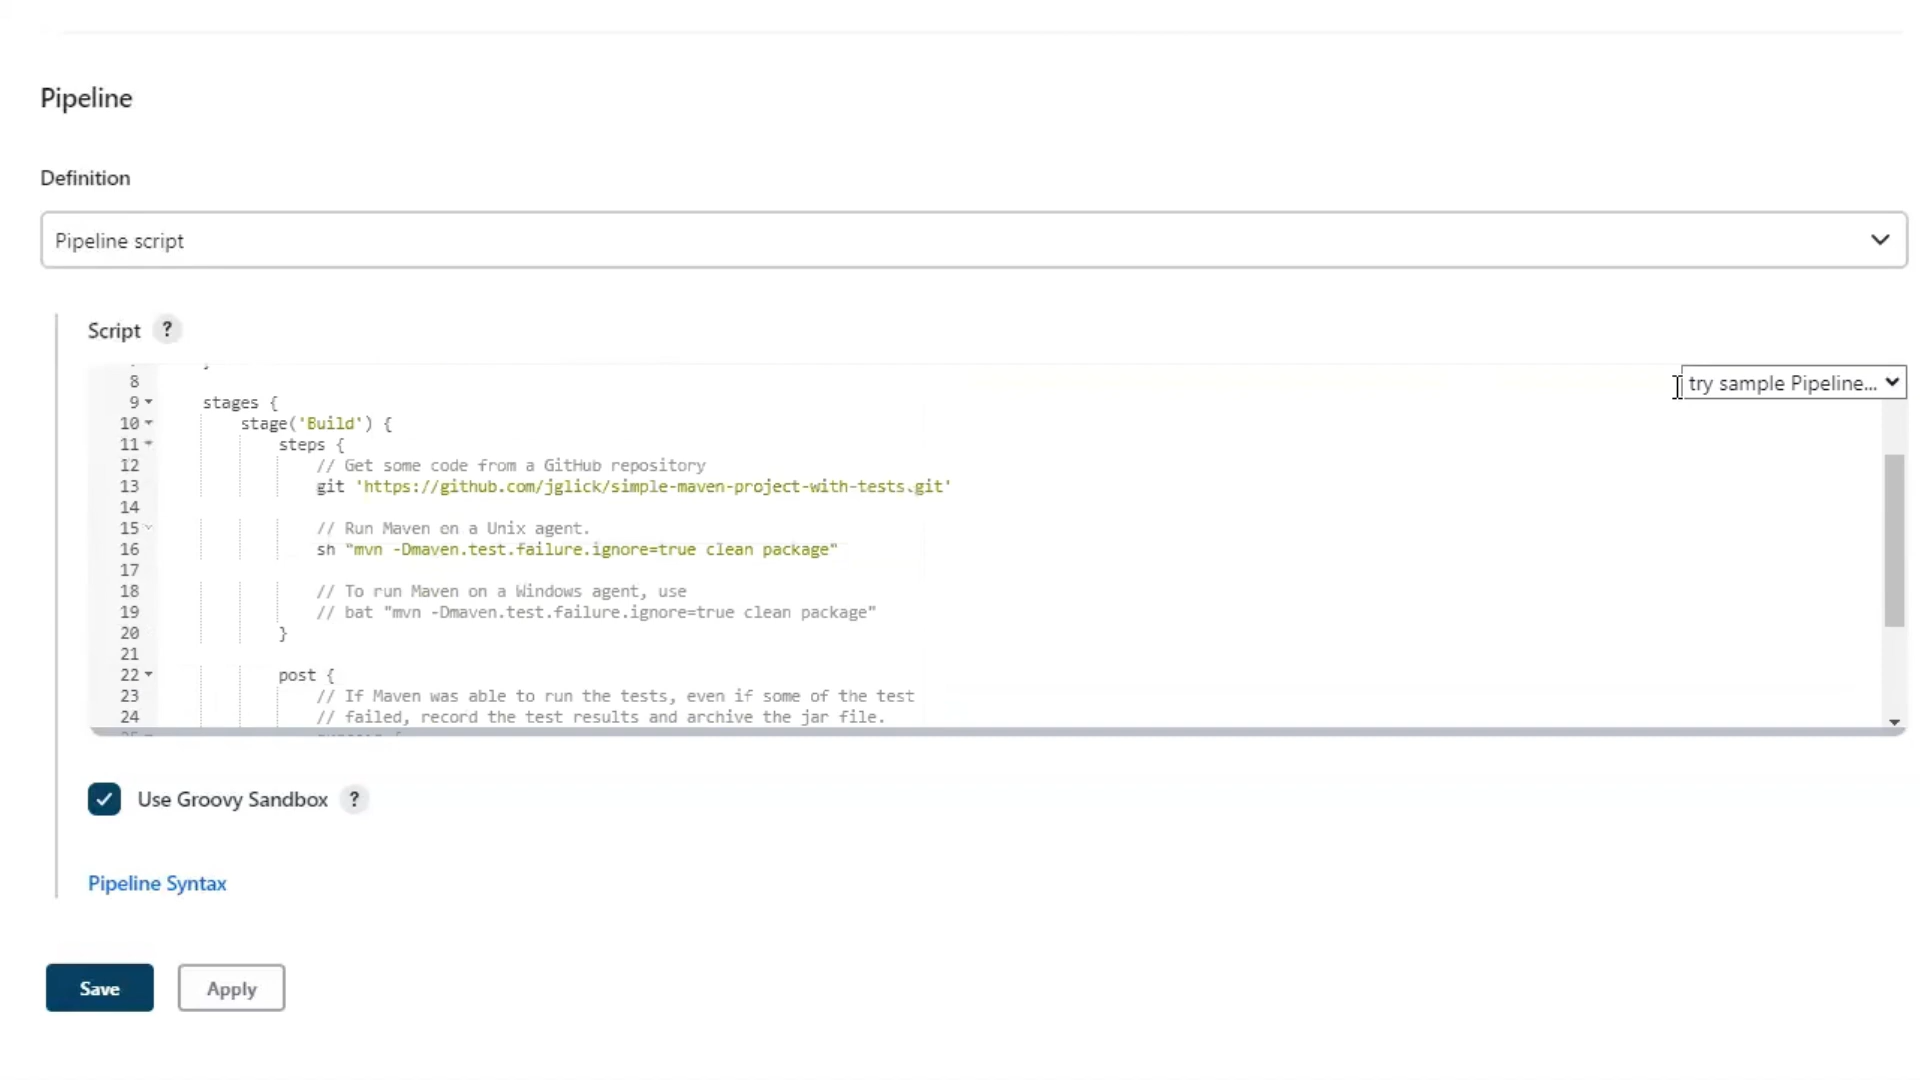 Pipeline
Definition
Pipeline script
Script ?
try sample Pipeline...
8
9 stages {
10 stage('Build') {
11 steps {
12 // Get some code from a GitHub repository
13 git 'https://github.com/jglick/simple-maven-project-with-tests.git'
14
15 // Run Maven on a Unix agent.
16 sh "mvn -Dmaven.test.failure.ignore=true clean package"
17
18 // To run Maven on a Windows agent, use
19 // bat "mvn -Dmaven.test.failure.ignore=true clean package"
20 }
21
22 post {
23 // If Maven was able to run the tests, even if some of the test
24 // failed, record the test results and archive the jar file.
Use Groovy Sandbox ?
Pipeline Syntax
Save Apply